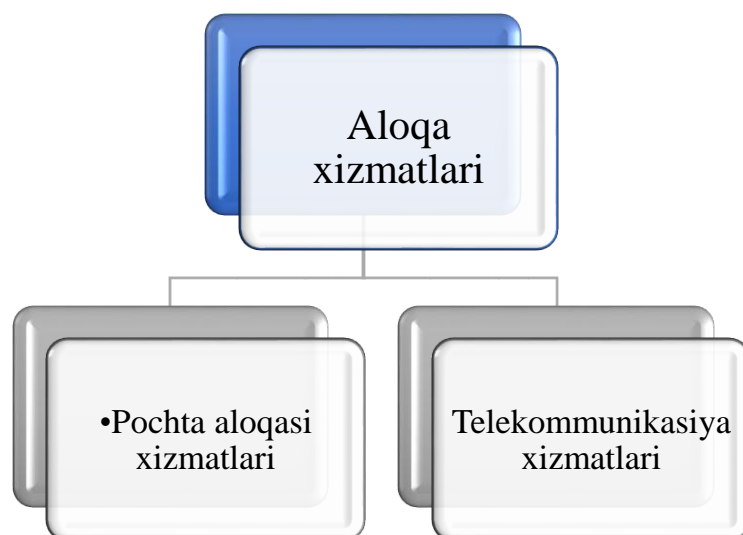 Aloqa
xizmatlari
•Pochta aloqasi
xizmatlari
Telekommunikasiya
xizmatlari